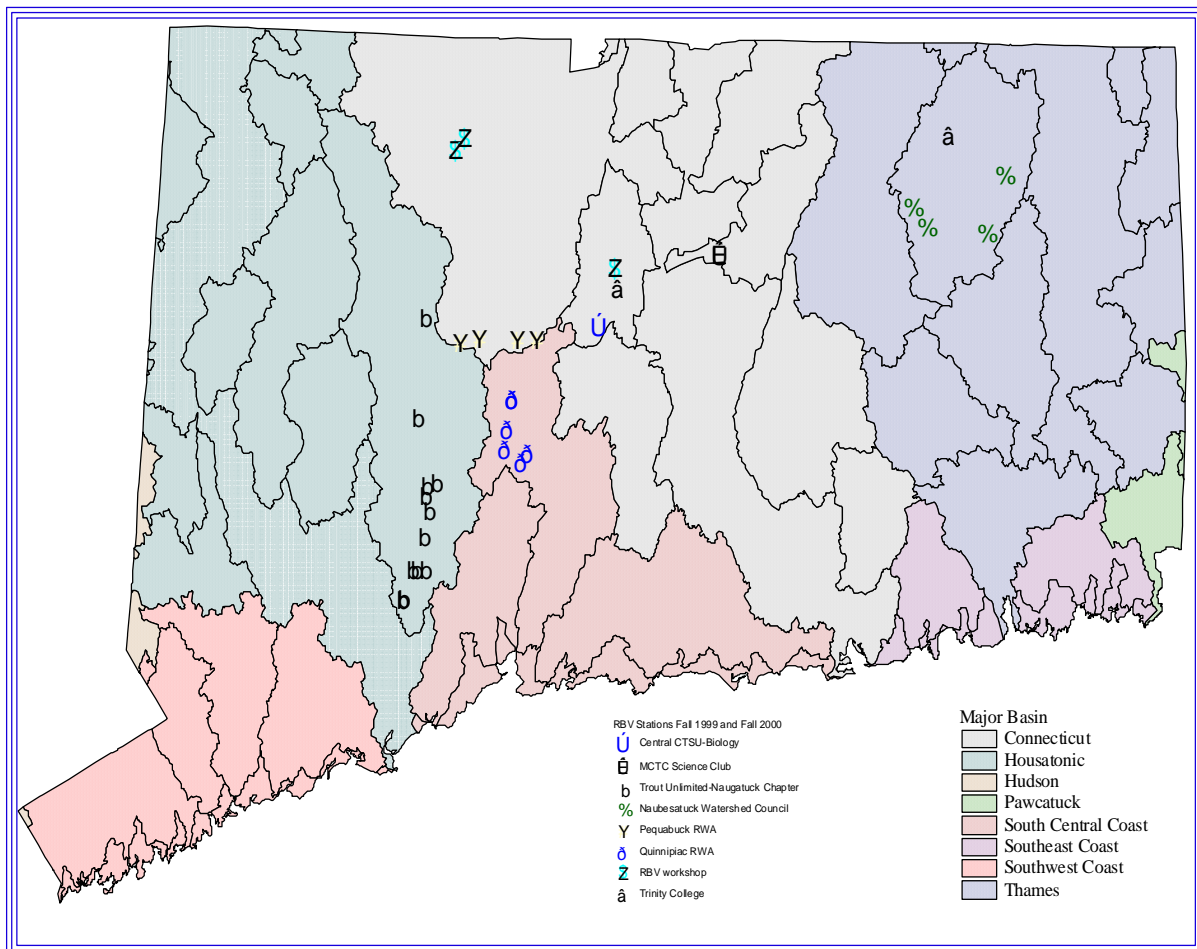 RBV Stations Fall 1999 and Fall 2000
Ú Central CTSU-Biology
È MCTC Science Club
b Trout Unlimited-Naugatuck Chapter
% Naubesatuck Watershed Council
Y Pequabuck RWA
ð Quinnipiac RWA
Z RBV workshop
â Trinity College
Major Basin
Connecticut
Housatonic
Hudson
Pawcatuck
South Central Coast
Southeast Coast
Southwest Coast
Thames